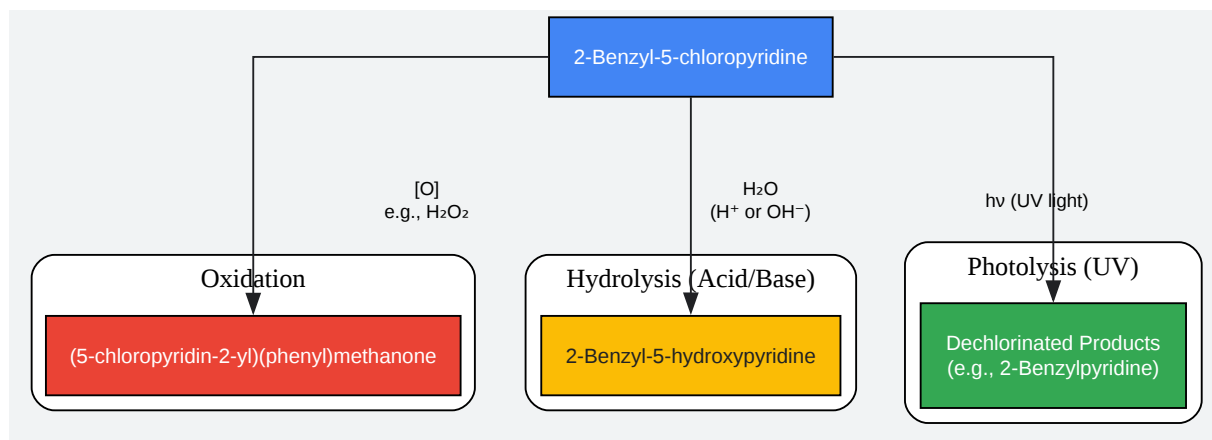 2-Benzyl-5-chloropyridine
[O]
e.g., H₂O₂
H₂O
(H⁺ or OH⁻)
hν (UV light)
Oxidation
Hydrolysis (Acid/Base)
Photolysis (UV)
(5-chloropyridin-2-yl)(phenyl)methanone
2-Benzyl-5-hydroxypyridine
Dechlorinated Products
(e.g., 2-Benzylpyridine)